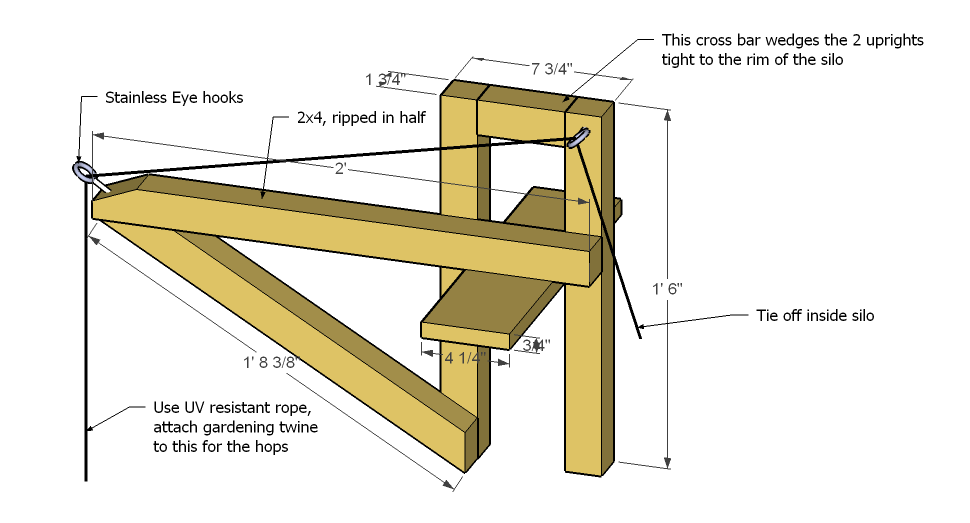 This cross bar wedges the 2 uprights
tight to the rim of the silo
7 3/4"
1 3/4"
Stainless Eye hooks
2x4, ripped in half
2'
1' 6"
Tie off inside silo
3/4"
4 1/4"
1' 8 3/8"
Use UV resistant rope,
attach gardening twine
to this for the hops